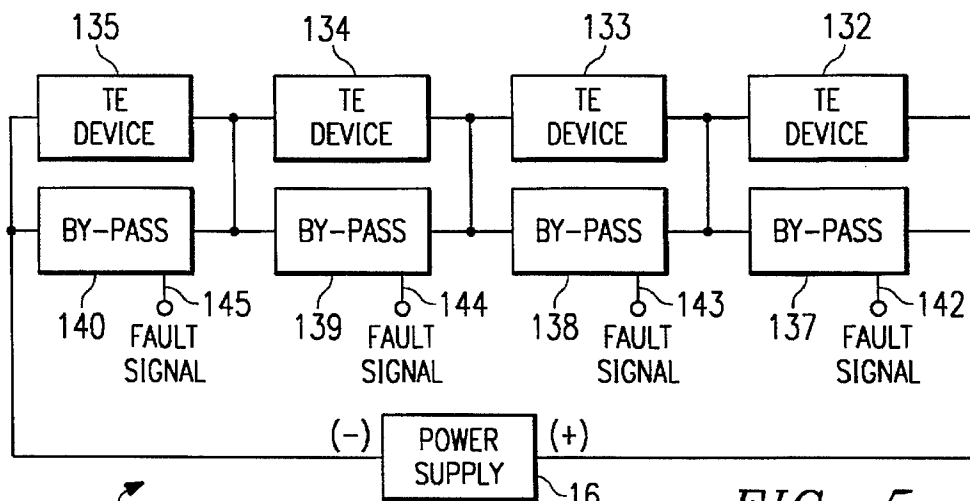 135 134 133 132
TE DEVICE TE DEVICE TE DEVICE TE DEVICE
BY-PASS BY-PASS BY-PASS BY-PASS
140 145 139 144 138 143 137 142
FAULT SIGNAL FAULT SIGNAL FAULT SIGNAL FAULT SIGNAL
(-) POWER SUPPLY (+)
16